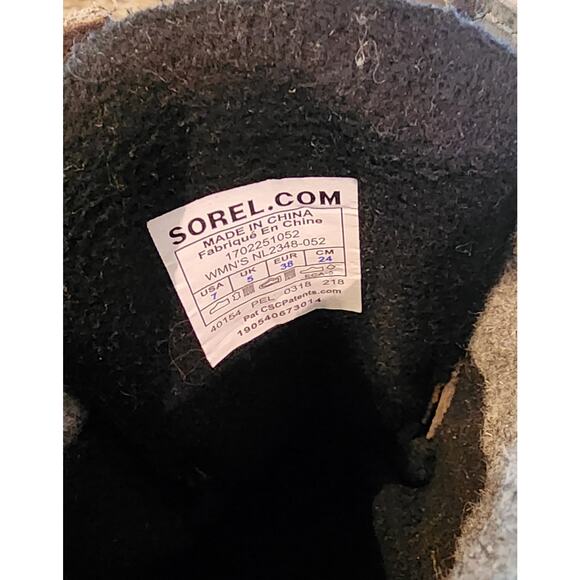 SOREL.COM
MADE IN CHINA
Fabriqué En Chine
1702251052
WMN'S NL2348-052
USA UK EUR CM
7 5 38 24
40154 PEL 0318 218
Pat CSCPatents.com
190540673014